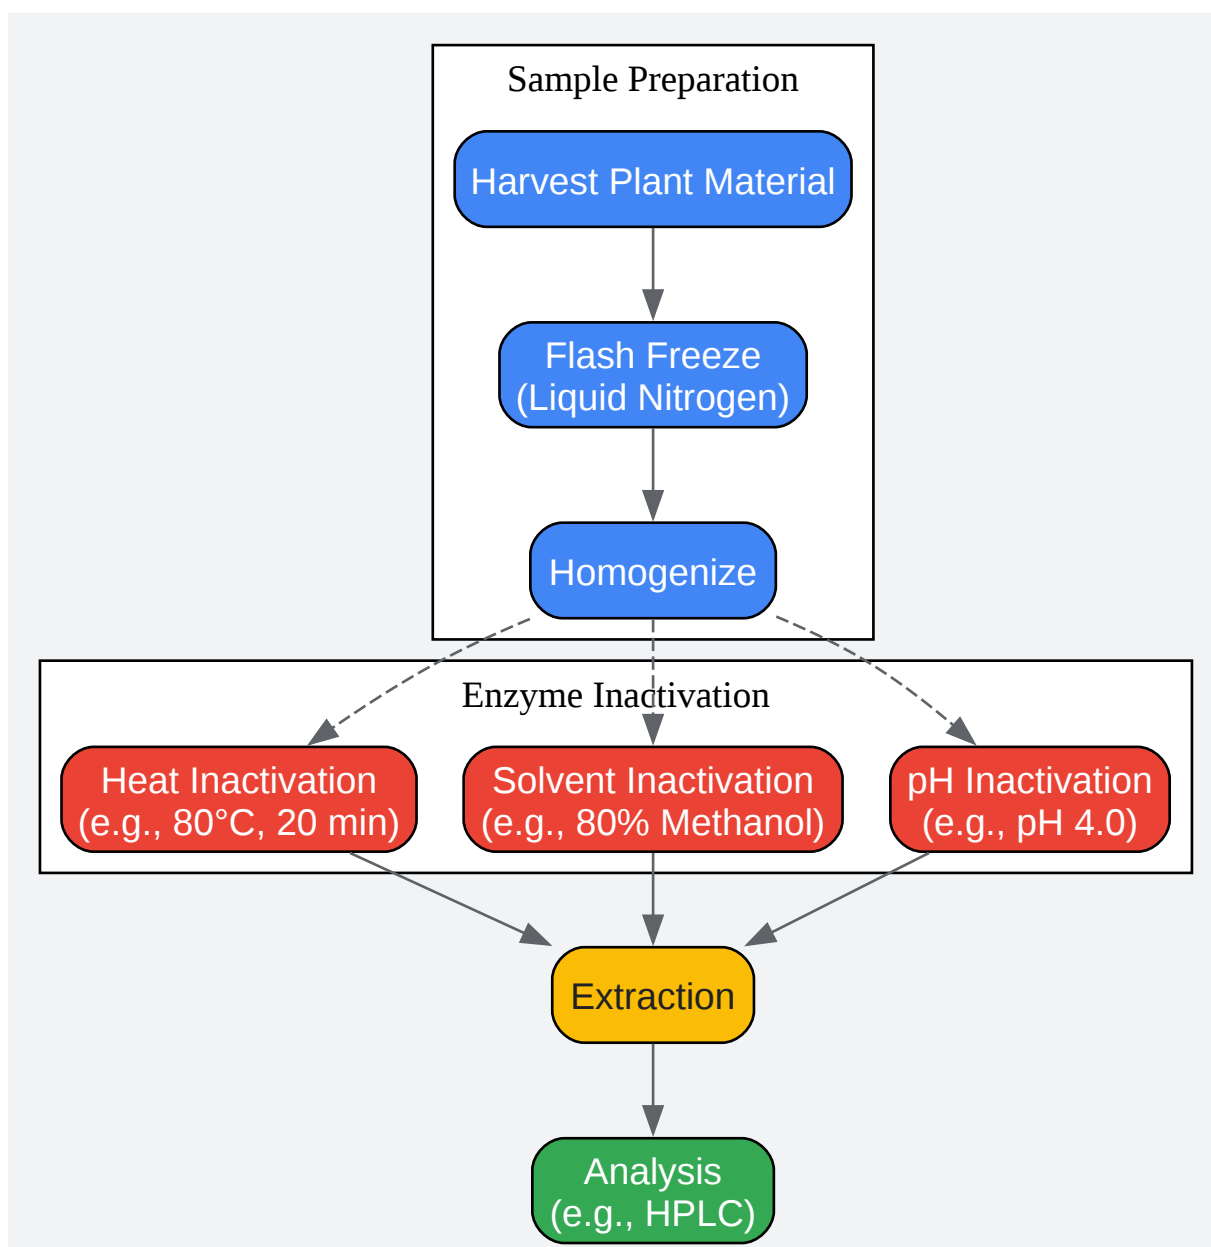 Sample Preparation
Harvest Plant Material
Flash Freeze
(Liquid Nitrogen)
Homogenize
Enzyme Inactivation
Heat Inactivation
(e.g., 80°C, 20 min)
Solvent Inactivation
(e.g., 80% Methanol)
pH Inactivation
(e.g., pH 4.0)
Extraction
Analysis
(e.g., HPLC)